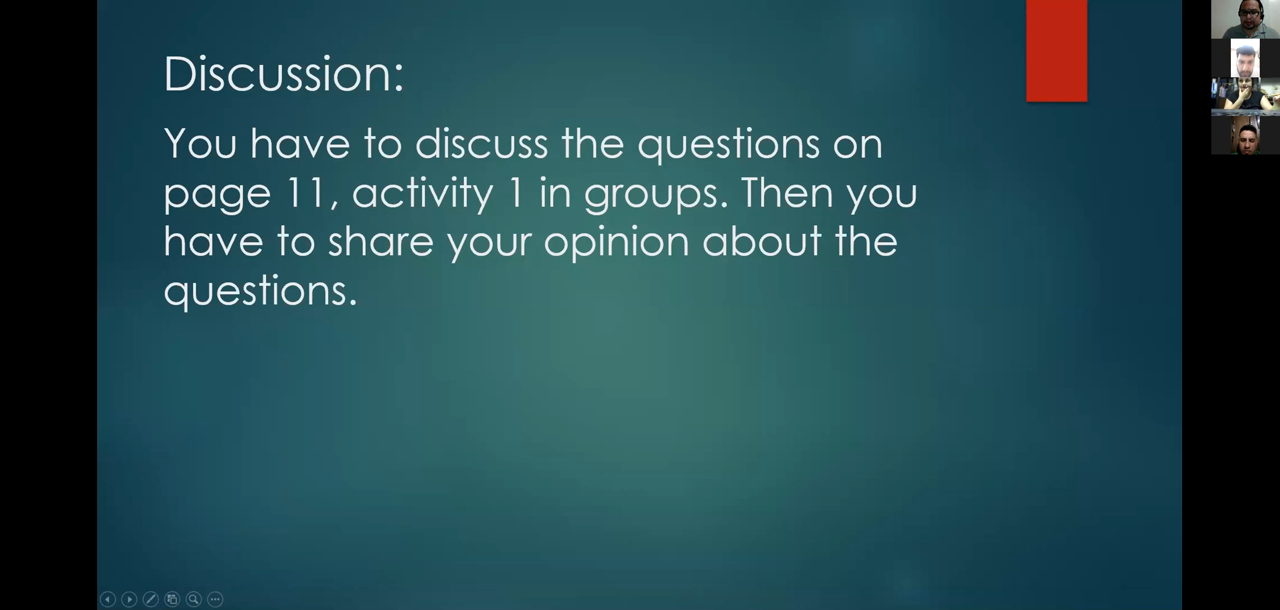 Discussion:
You have to discuss the questions on
page 11, activity 1 in groups. Then you
have to share your opinion about the
questions.